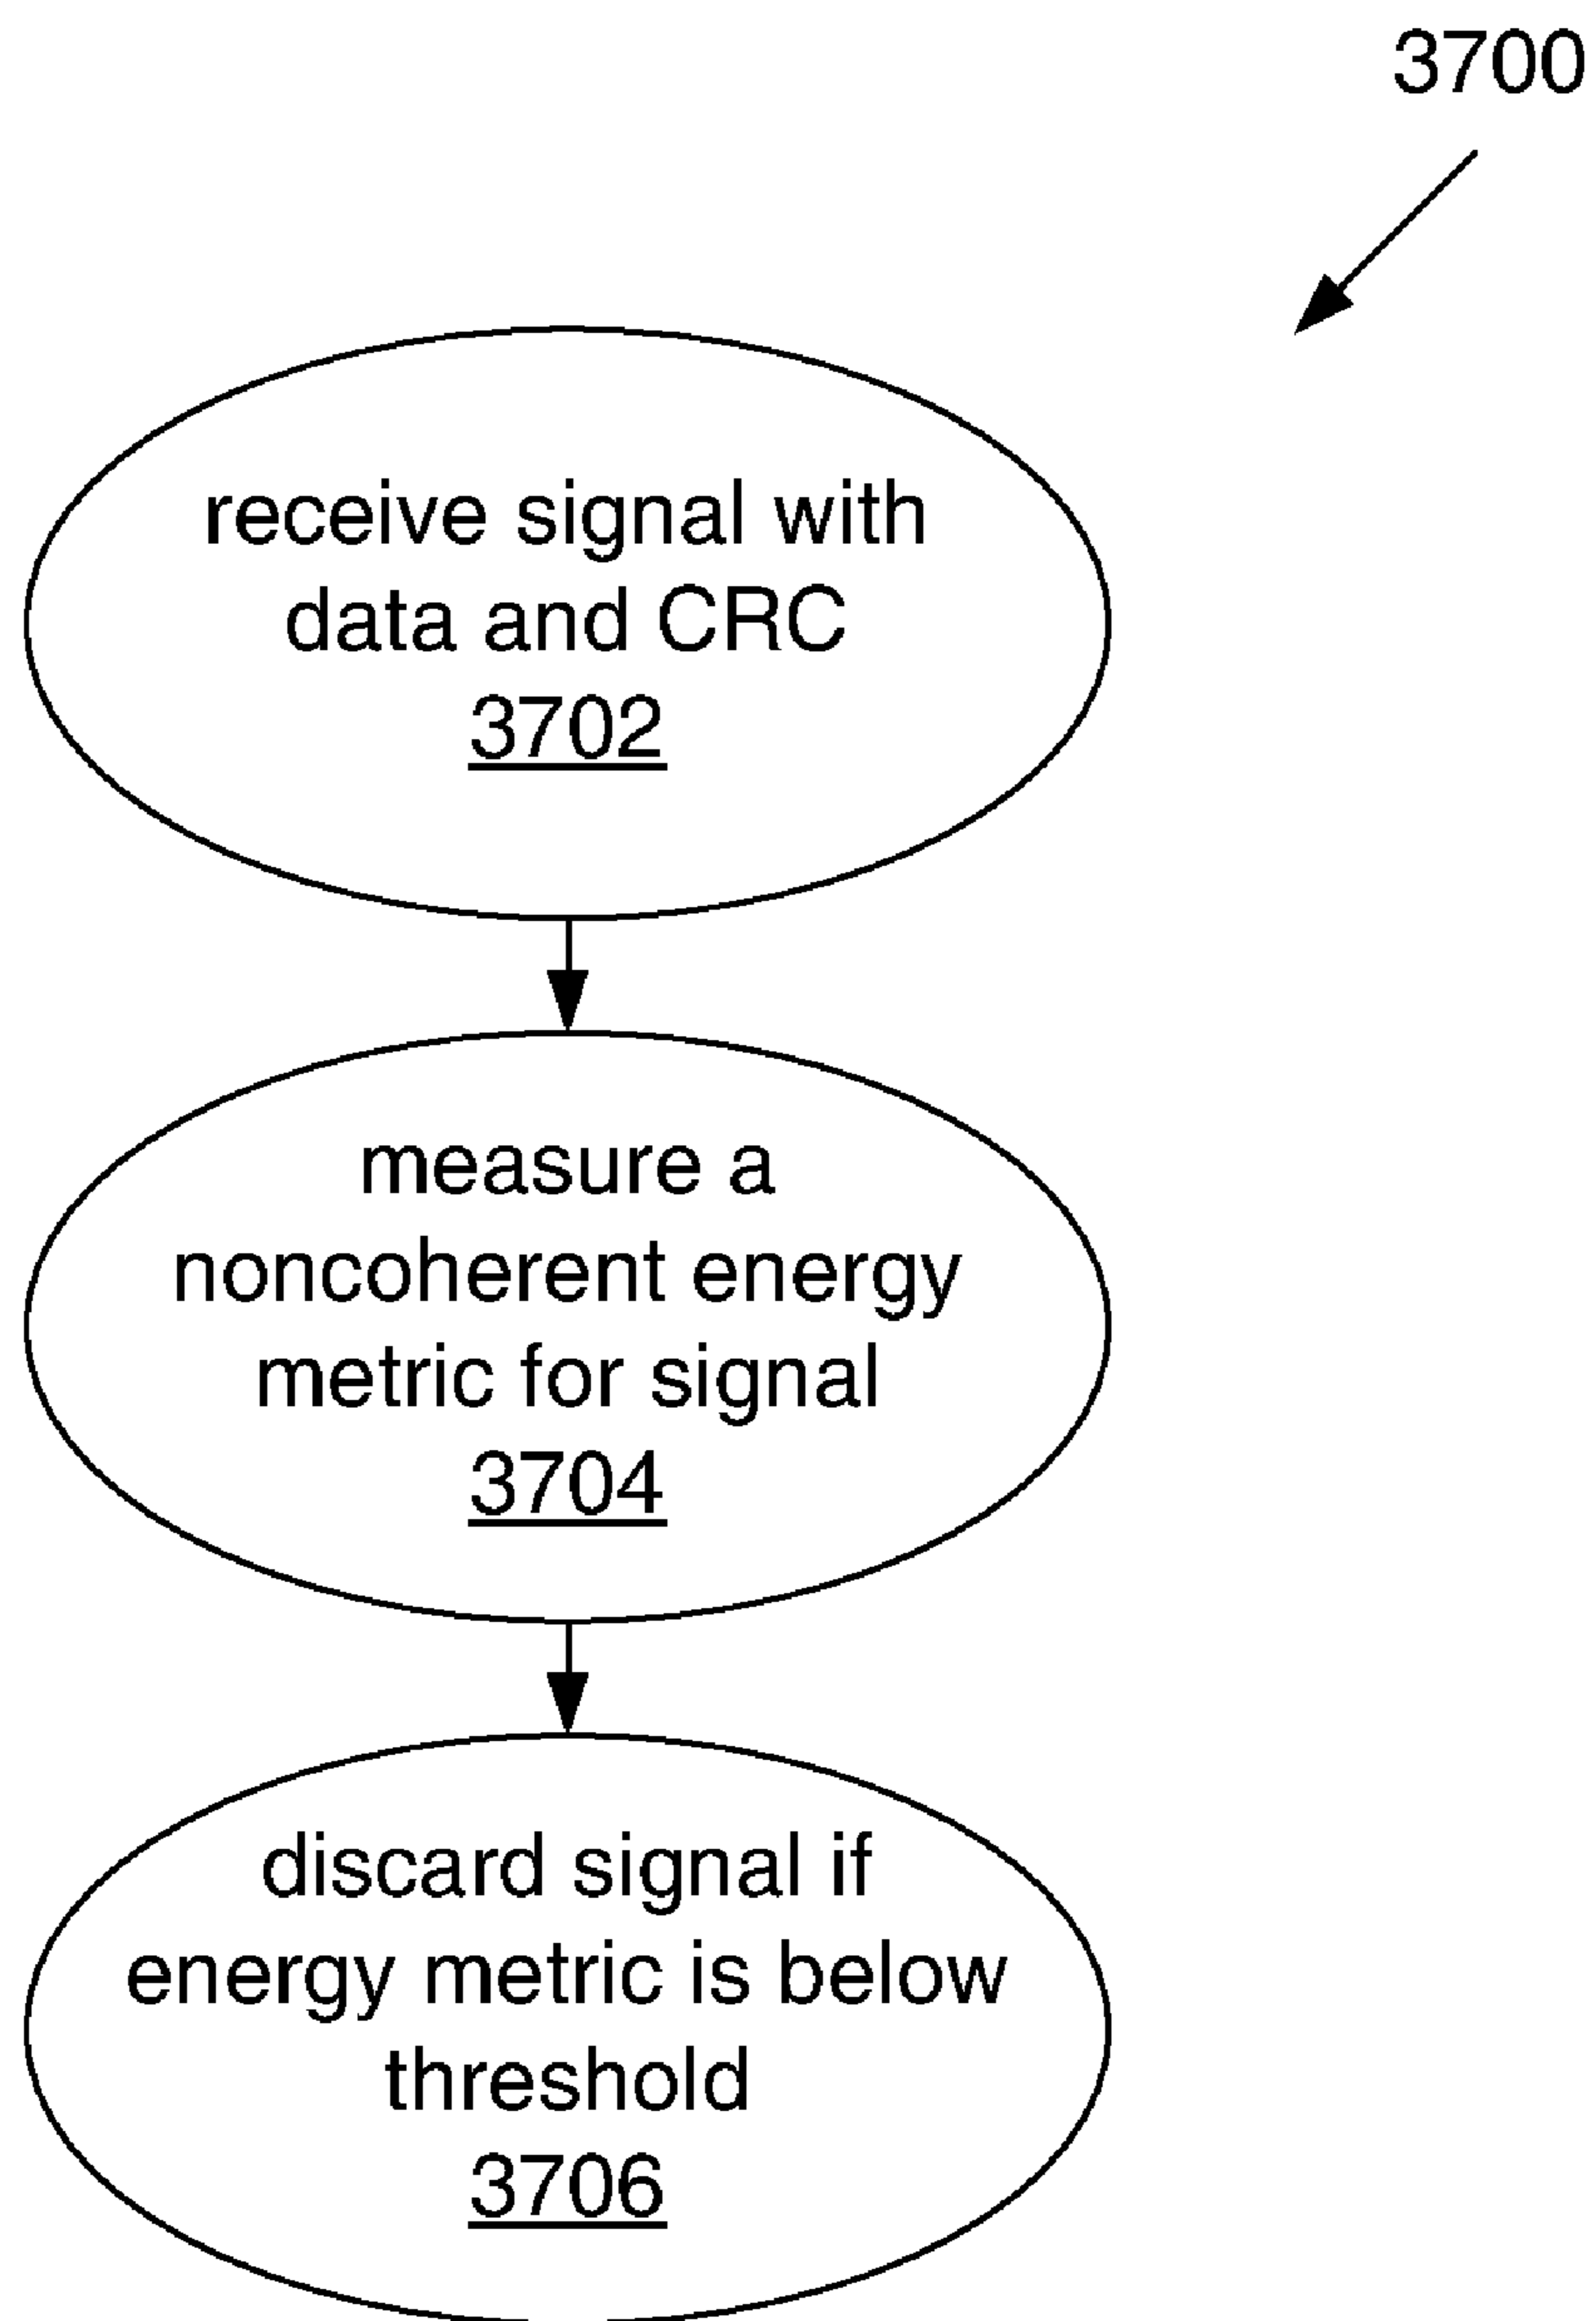 3700
receive signal with
data and CRC
3702
measure a
noncoherent energy
metric for signal
3704
discard signal if
energy metric is below
threshold
3706